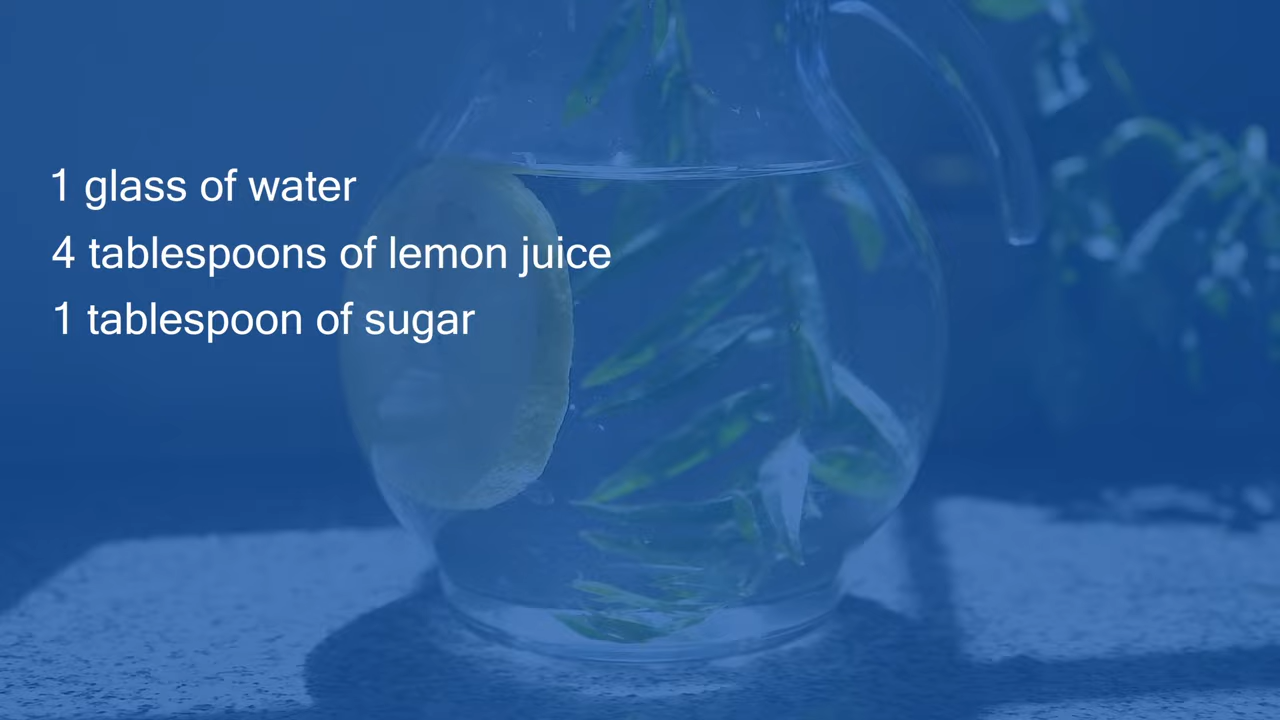 1 glass of water
4 tablespoons of lemon juice
1 tablespoon of sugar